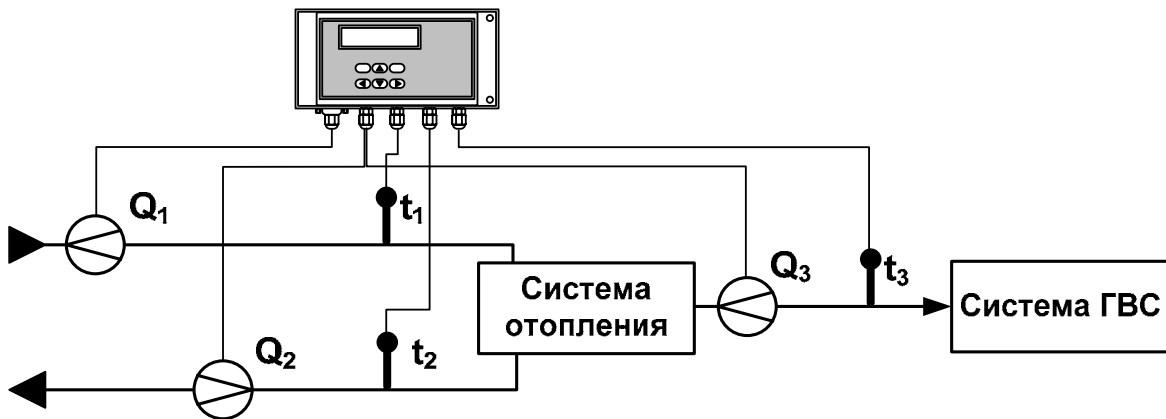 Q₁
t₁
Q₂
t₂
Система
отопления
Q₃
t₃
Система ГВС